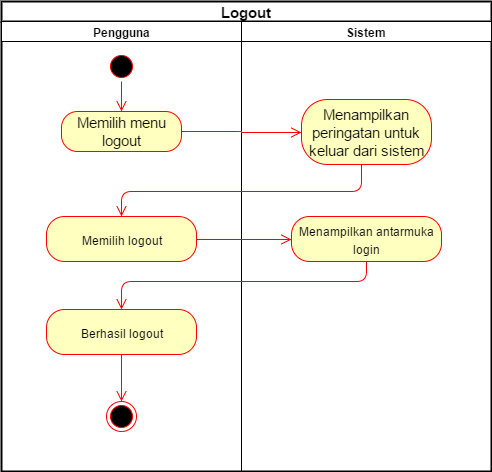 Logout
Pengguna
Sistem
Memilih menu
logout
Menampilkan
peringatan untuk
keluar dari sistem
Memilih logout
Menampilkan antarmuka
login
Berhasil logout